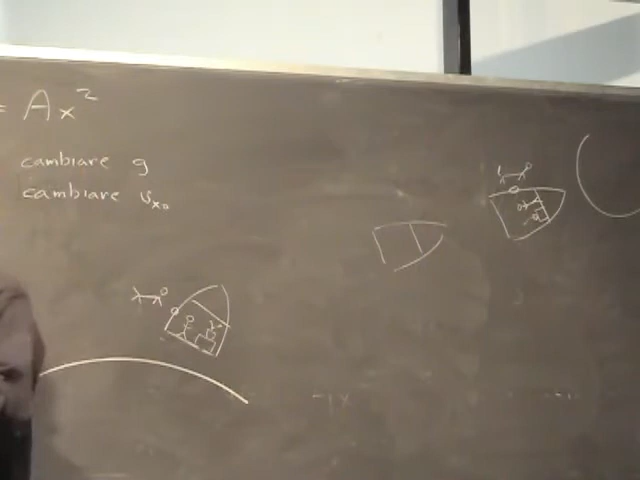 = Ax²
cambiare g
cambiare vₓ₀